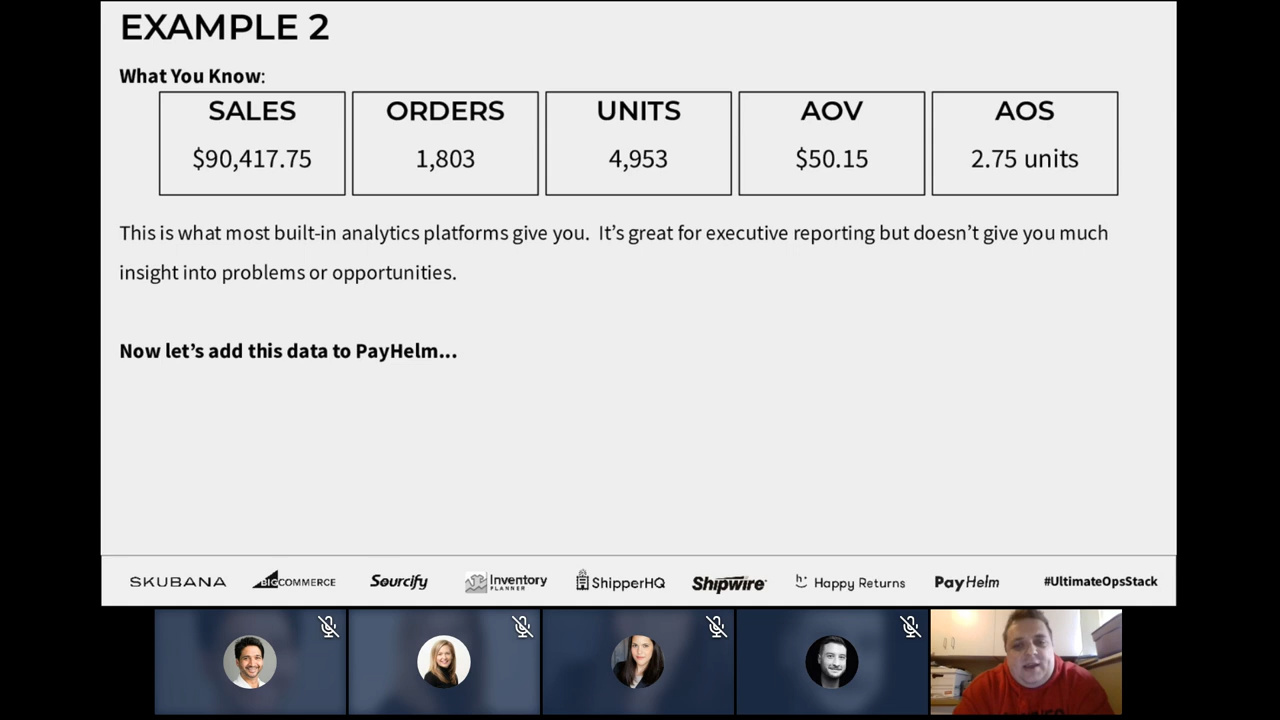 EXAMPLE 2
What You Know:
SALES ORDERS UNITS AOV AOS
$90,417.75 1,803 4,953 $50.15 2.75 units
This is what most built-in analytics platforms give you. It’s great for executive reporting but doesn’t give you much
insight into problems or opportunities.
Now let’s add this data to PayHelm...
SKUBANA BIGCOMMERCE Sourcify Inventory PLANNER ShipperHQ Shipwire Happy Returns PayHelm #UltimateOpsStack